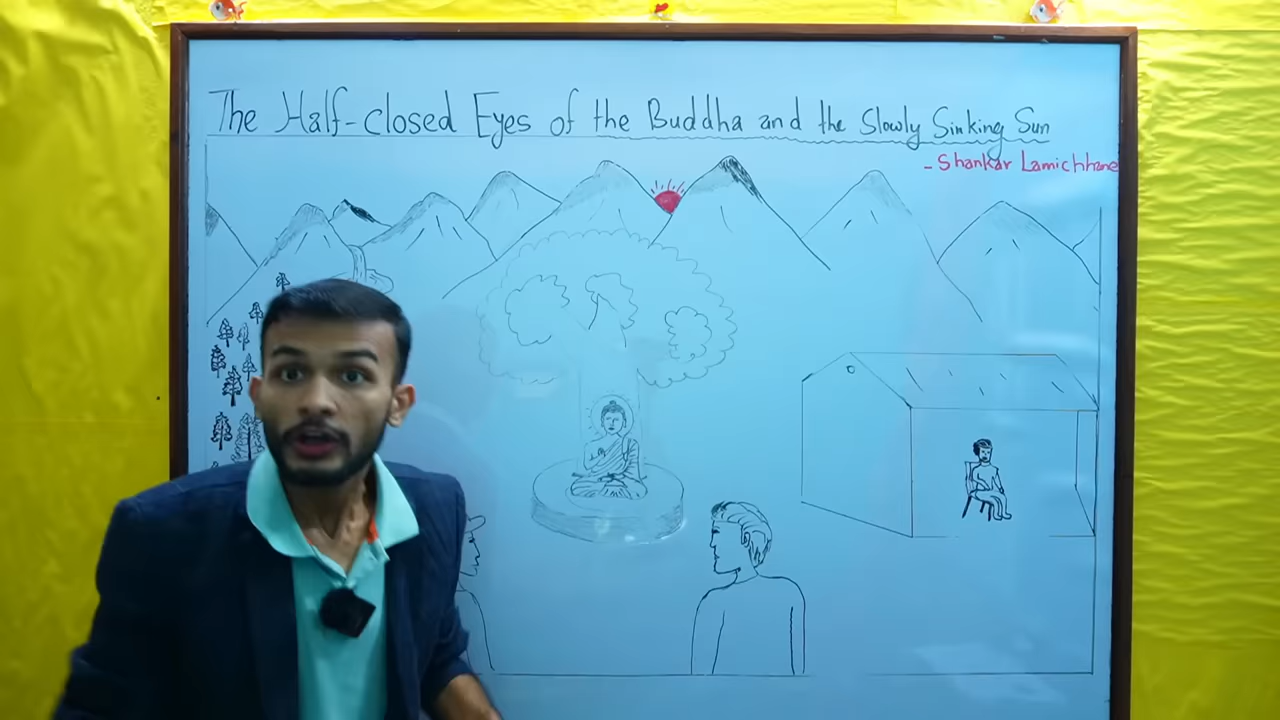 The Half-closed Eyes of the Buddha and the Slowly Sinking Sun
- Shankar Lamichhane